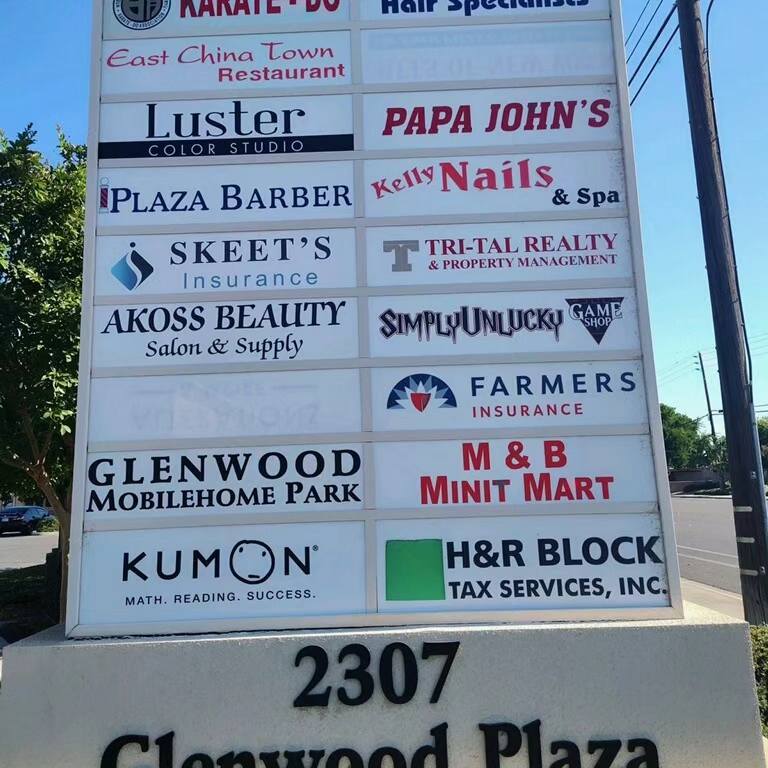 KARATE-DO
Hair Specialists
East China Town
Restaurant
Luster
COLOR STUDIO
PAPA JOHN'S
PLAZA BARBER
Kelly Nails
& Spa
SKEET'S
Insurance
T TRI-TAL REALTY
& PROPERTY MANAGEMENT
AKOSS BEAUTY
Salon & Supply
SIMPLYUNLUCKY GAME
SHOP
FARMERS
INSURANCE
GLENWOOD
MOBILEHOME PARK
M & B
MINIT MART
KUMON®
MATH. READING. SUCCESS.
H&R BLOCK
TAX SERVICES, INC.
2307
Glenwood Plaza